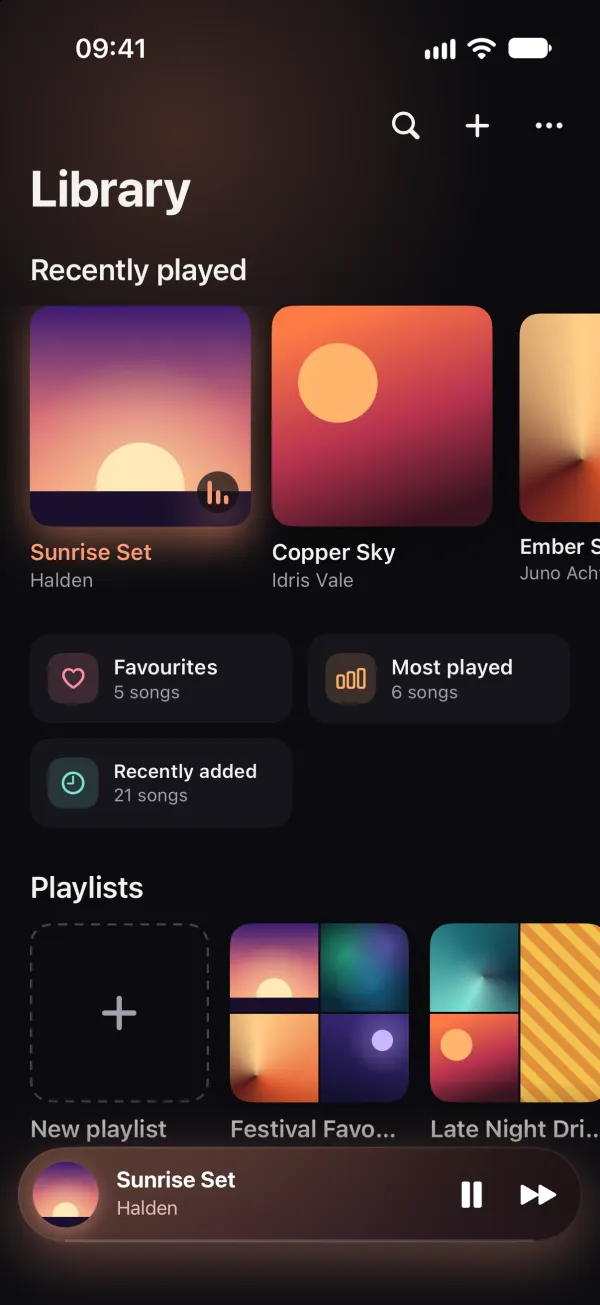 09:41
Library
Recently played
Sunrise Set
Halden
Copper Sky
Idris Vale
Ember S
Juno Ach
Favourites
5 songs
Most played
6 songs
Recently added
21 songs
Playlists
New playlist
Festival Favo...
Late Night Dri...
Sunrise Set
Halden